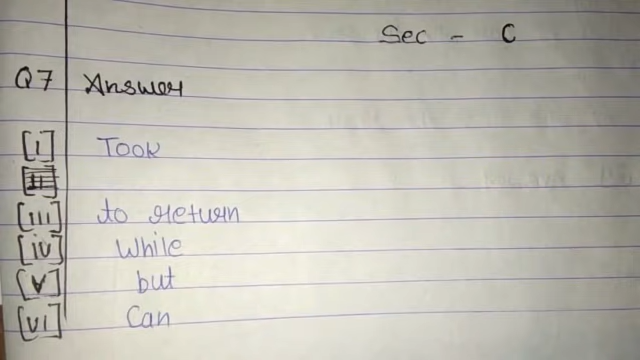 Sec - C
Q7 Answer
[i] Took
[iii] to return
[iv] While
[v] but
[vi] Can